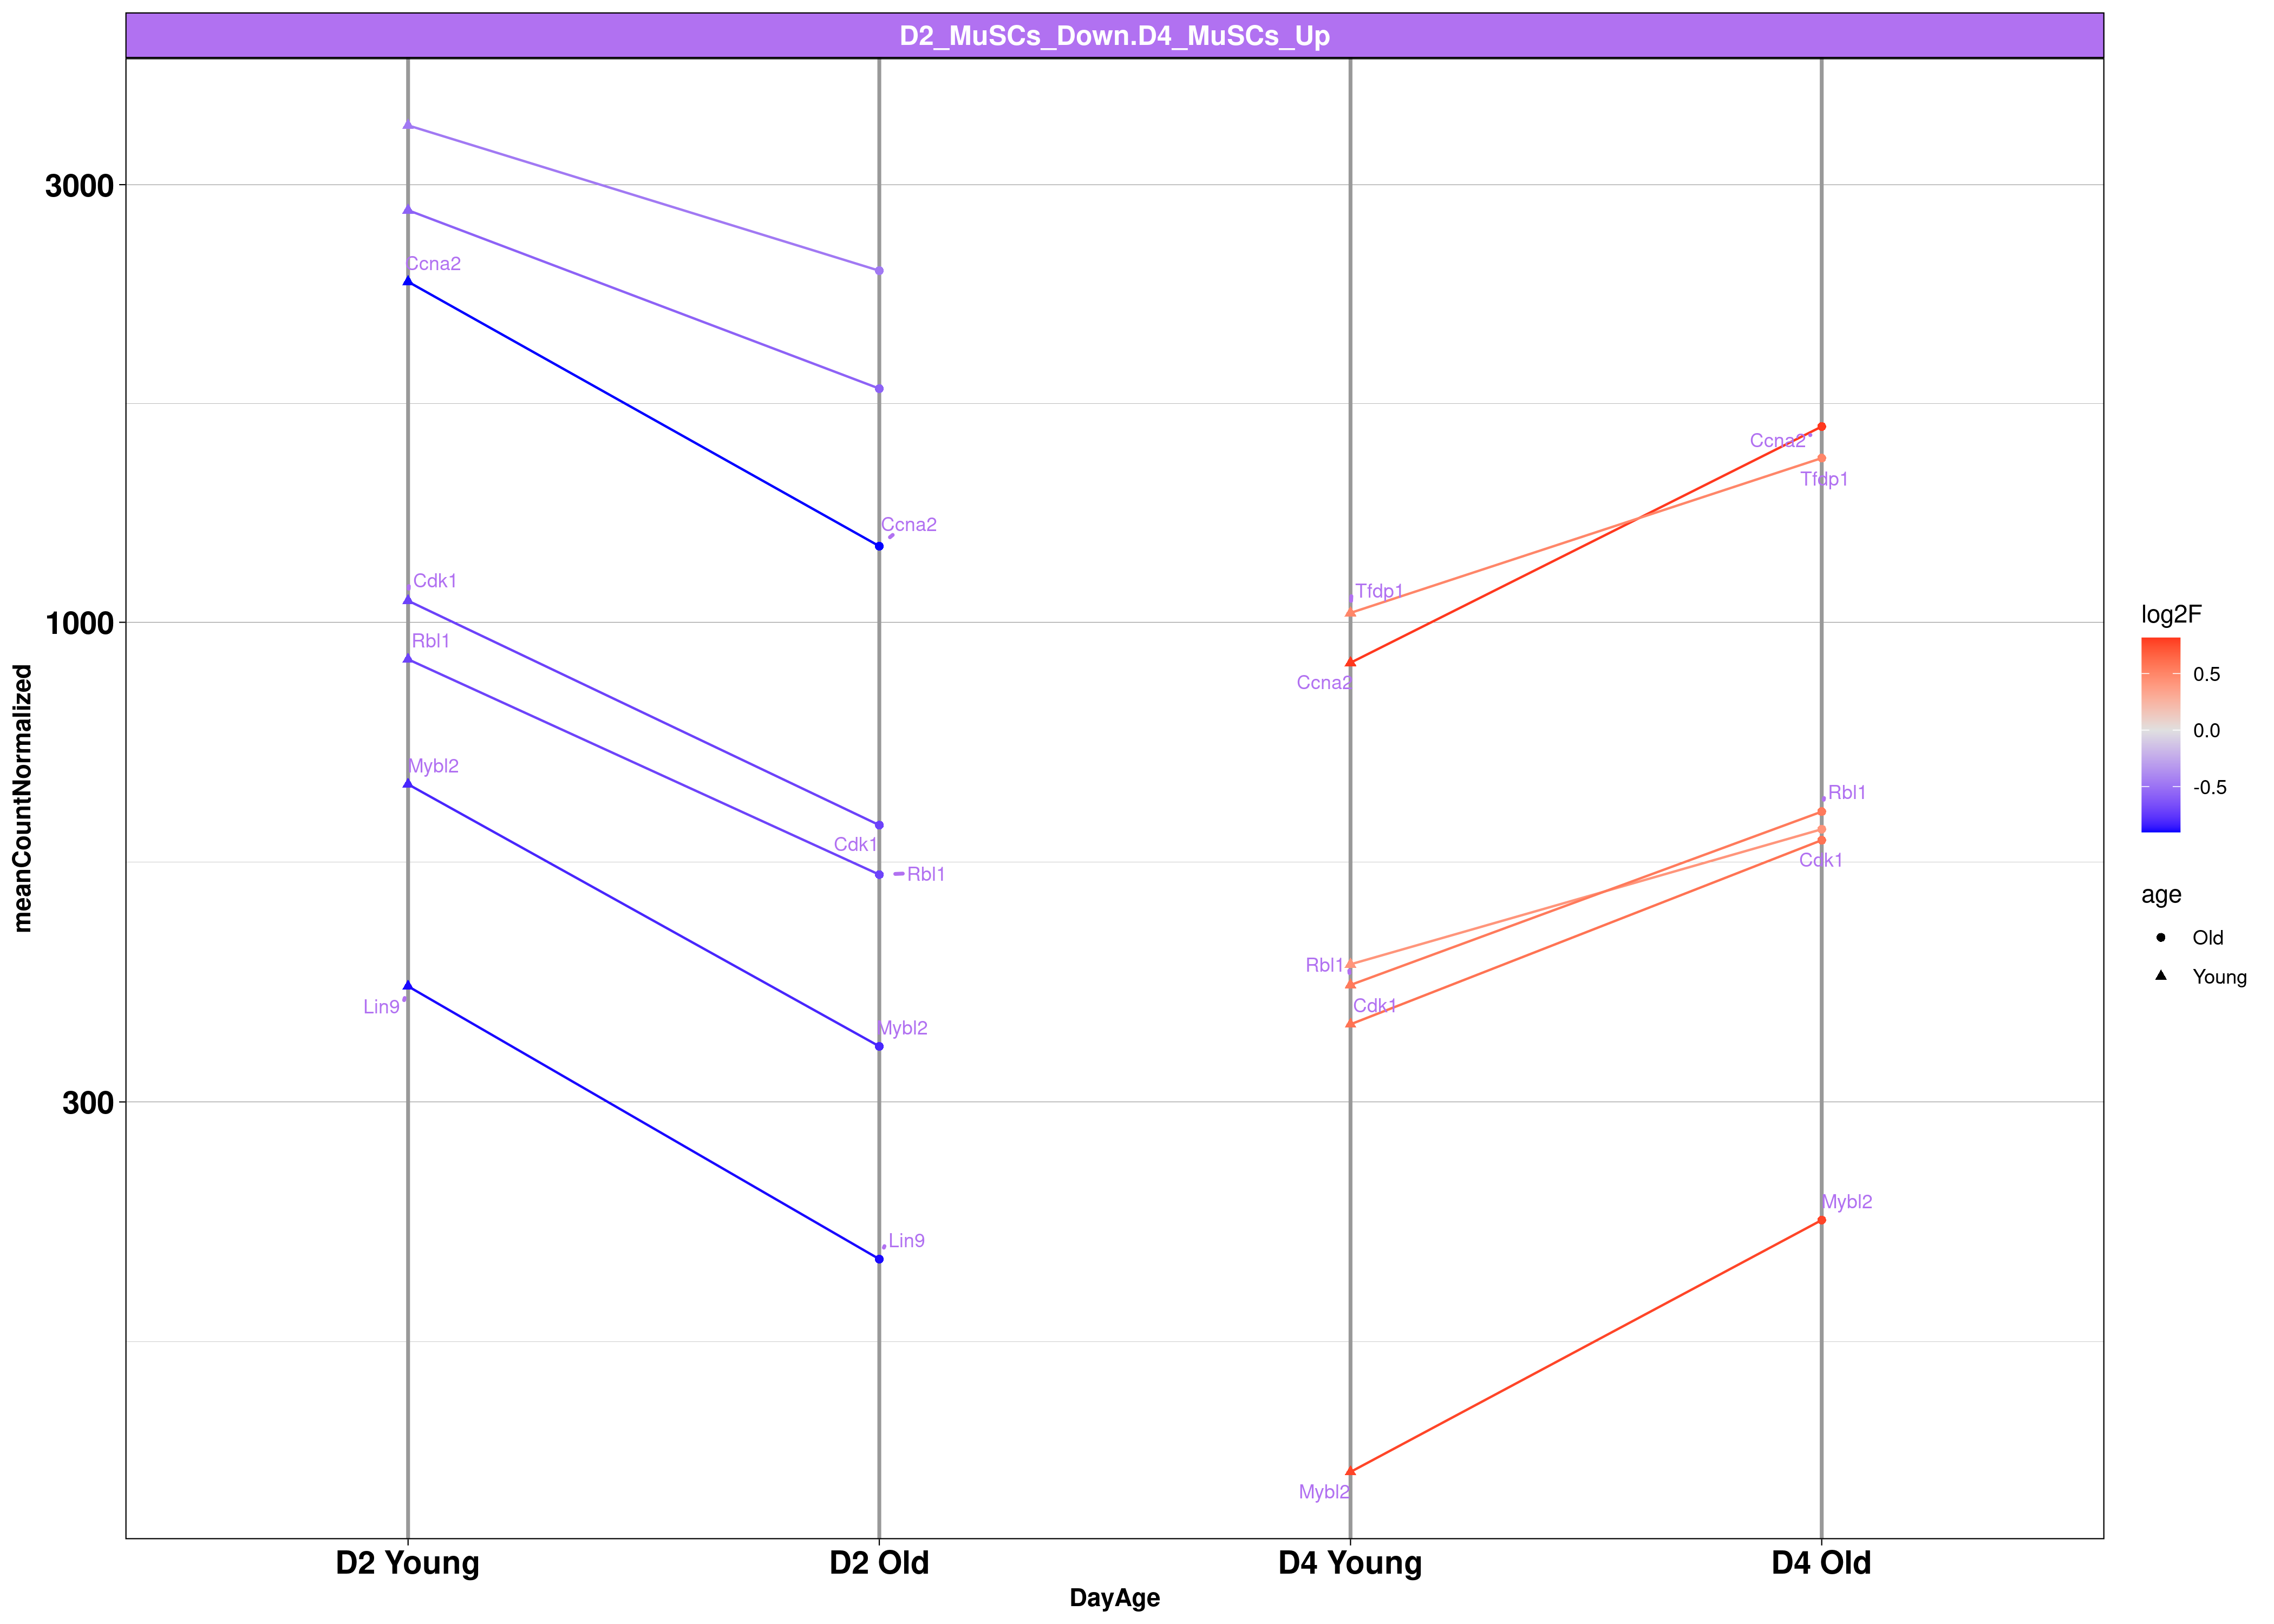 D2_MuSCs_Down.D4_MuSCs_Up
meanCountNormalized
3000
1000
300
Ccna2
Ccna2
Cdk1
Rbl1
Mybl2
Cdk1
Rbl1
Lin9
Mybl2
Lin9
Ccna2
Tfdp1
Tfdp1
Ccna2
Rbl1
Cdk1
Rbl1
Cdk1
Mybl2
Mybl2
D2 Young
D2 Old
D4 Young
D4 Old
DayAge
log2F
0.5
0.0
-0.5
age
Old
Young